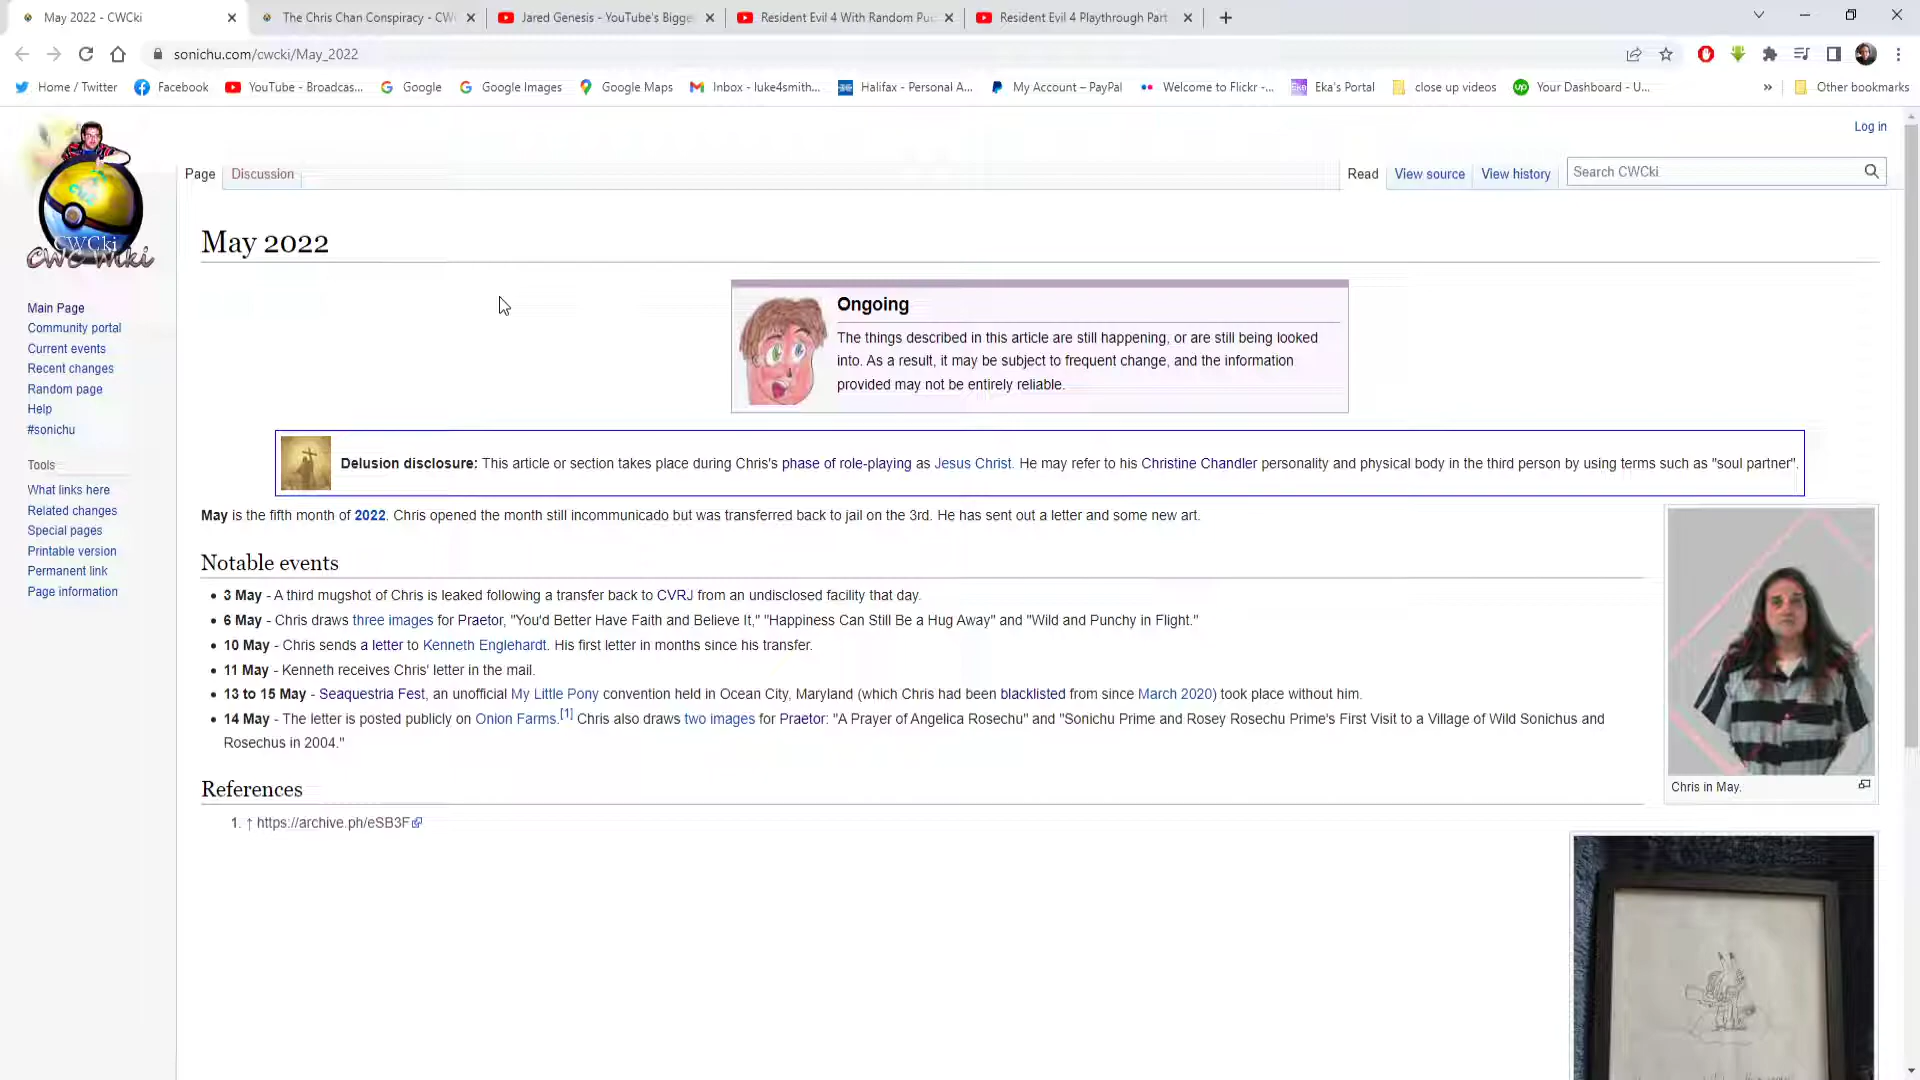 May 2022 - CWCki
The Chris Chan Conspiracy - CW
Jared Genesis - YouTube's Bigge
Resident Evil 4 With Random Pu
Resident Evil 4 Playthrough Part
sonichu.com/cwcki/May_2022
Home / Twitter
Facebook
YouTube - Broadcas...
Google
Google Images
Google Maps
Inbox - luke4smith...
Halifax - Personal A...
My Account – PayPal
Welcome to Flickr -...
Eka's Portal
close up videos
Your Dashboard - U...
Other bookmarks
Log in
CWCki
CWC Wiki
Page
Discussion
Read
View source
View history
Search CWCki
May 2022
Main Page
Community portal
Current events
Recent changes
Random page
Help
#sonichu
Tools
What links here
Related changes
Special pages
Printable version
Permanent link
Page information
Ongoing
The things described in this article are still happening, or are still being looked
into. As a result, it may be subject to frequent change, and the information
provided may not be entirely reliable.
Delusion disclosure: This article or section takes place during Chris's phase of role-playing as Jesus Christ. He may refer to his Christine Chandler personality and physical body in the third person by using terms such as "soul partner".
May is the fifth month of 2022. Chris opened the month still incommunicado but was transferred back to jail on the 3rd. He has sent out a letter and some new art.
Notable events
• 3 May - A third mugshot of Chris is leaked following a transfer back to CVRJ from an undisclosed facility that day.
• 6 May - Chris draws three images for Praetor, "You'd Better Have Faith and Believe It," "Happiness Can Still Be a Hug Away" and "Wild and Punchy in Flight."
• 10 May - Chris sends a letter to Kenneth Englehardt. His first letter in months since his transfer.
• 11 May - Kenneth receives Chris' letter in the mail.
• 13 to 15 May - Seaquestria Fest, an unofficial My Little Pony convention held in Ocean City, Maryland (which Chris had been blacklisted from since March 2020) took place without him.
• 14 May - The letter is posted publicly on Onion Farms.[1] Chris also draws two images for Praetor: "A Prayer of Angelica Rosechu" and "Sonichu Prime and Rosey Rosechu Prime's First Visit to a Village of Wild Sonichus and
Rosechus in 2004."
Chris in May.
References
1. ↑ https://archive.ph/eSB3F